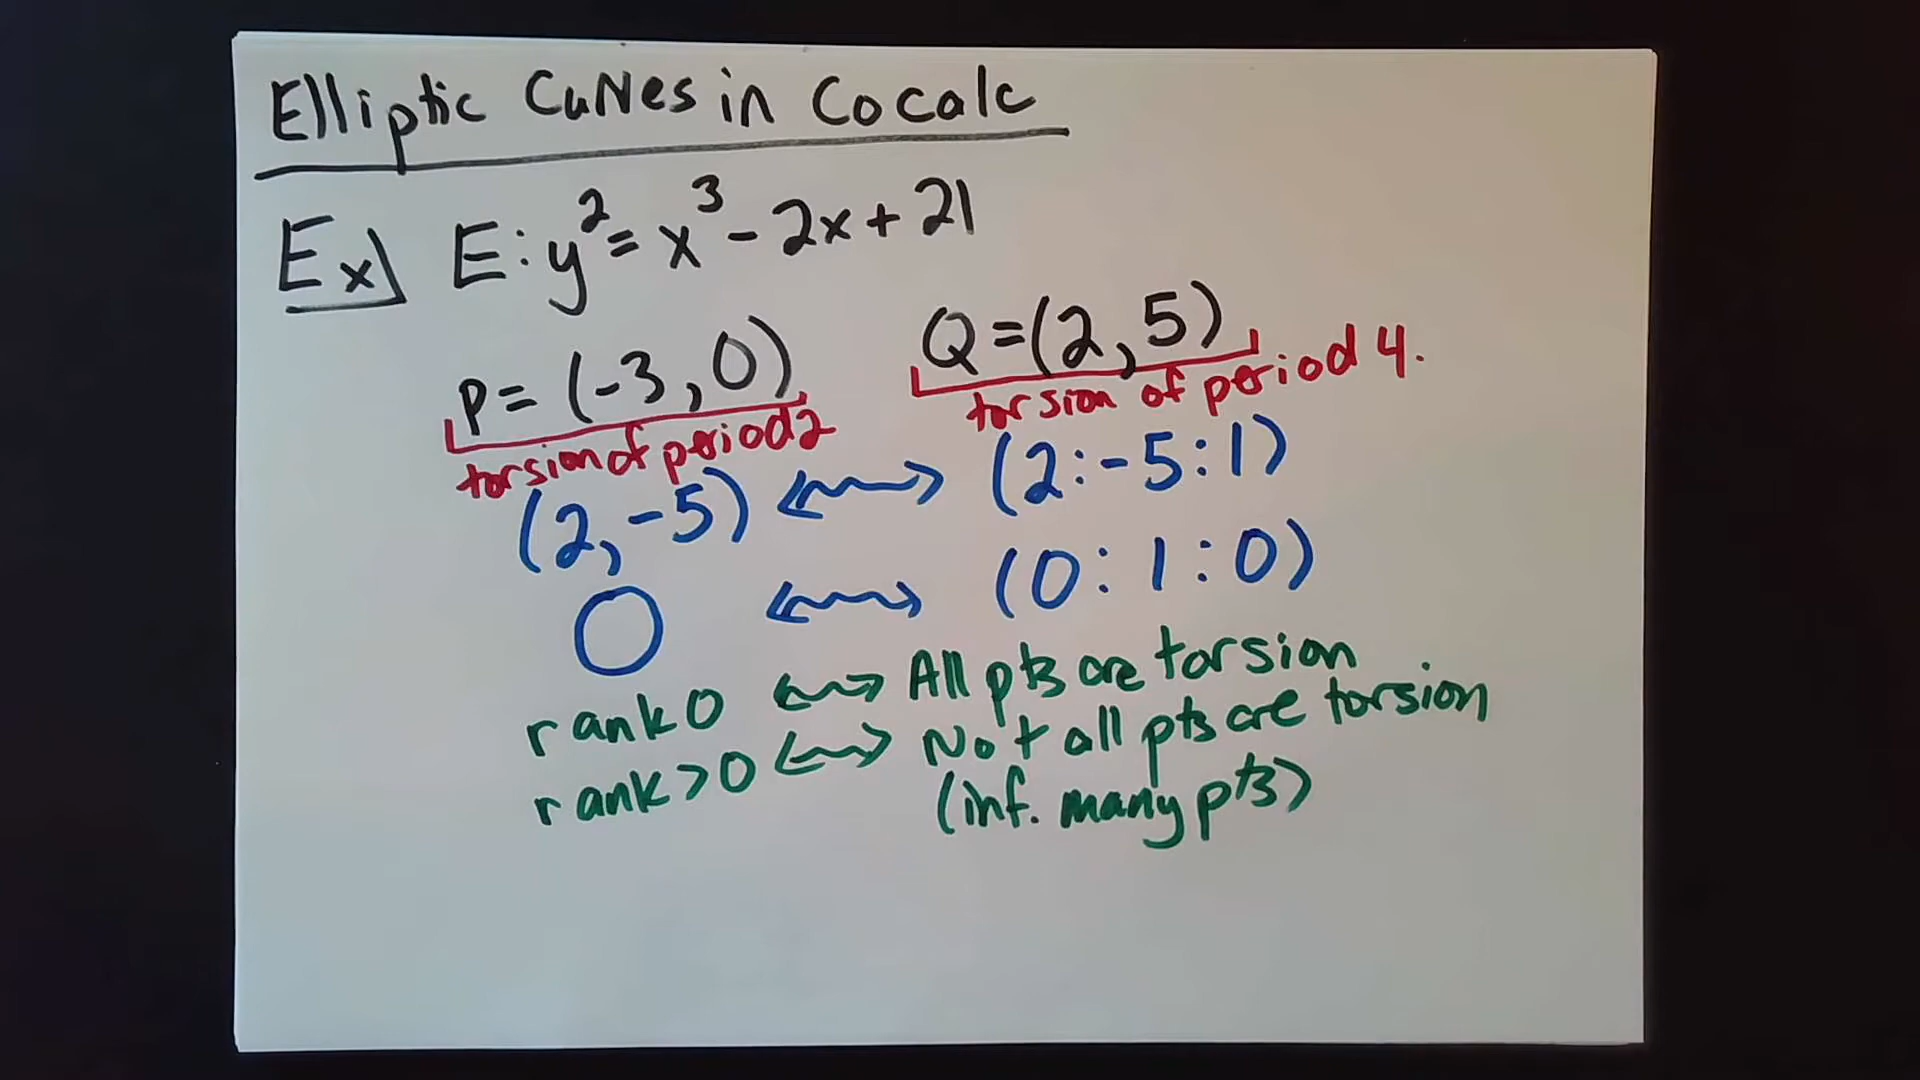 Elliptic Curves in Cocalc
Ex) E: y² = x³ - 2x + 21
P = (-3, 0) Q = (2, 5)
torsion of period 2 torsion of period 4.
(2, -5) ⟷ (2 : -5 : 1)
O ⟷ (0 : 1 : 0)
rank 0 ⟷ All pts are torsion
rank > 0 ⟷ Not all pts are torsion
(inf. many pts)